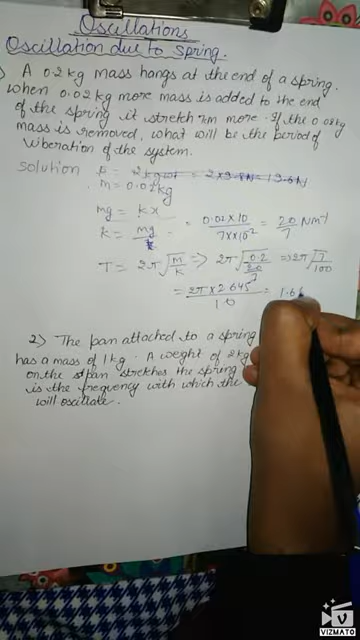 Oscillations
Oscillation due to spring.
A 0.2 kg mass hangs at the end of a spring.
when 0.02 kg more mass is added to the end
of the spring it stretch 7cm more. If the 0.02 kg
mass is removed, what will be the period of
viberation of the system.
Solution
m = 0.02 kg
mg = kx
k = mg/x = 0.02×10 / 7×10² = 20/7 Nm⁻¹
T = 2π√m/k ⇒ 2π√0.2/20/7 ⇒ 2π√7/100
= 2π × 2.645 / 10 = 1.66
2) The pan attached to a spring
has a mass of 1kg. A weight of 2kg
on the pan stretches the spring
is the frequency with which the
will oscillate.
V
VIZMATO